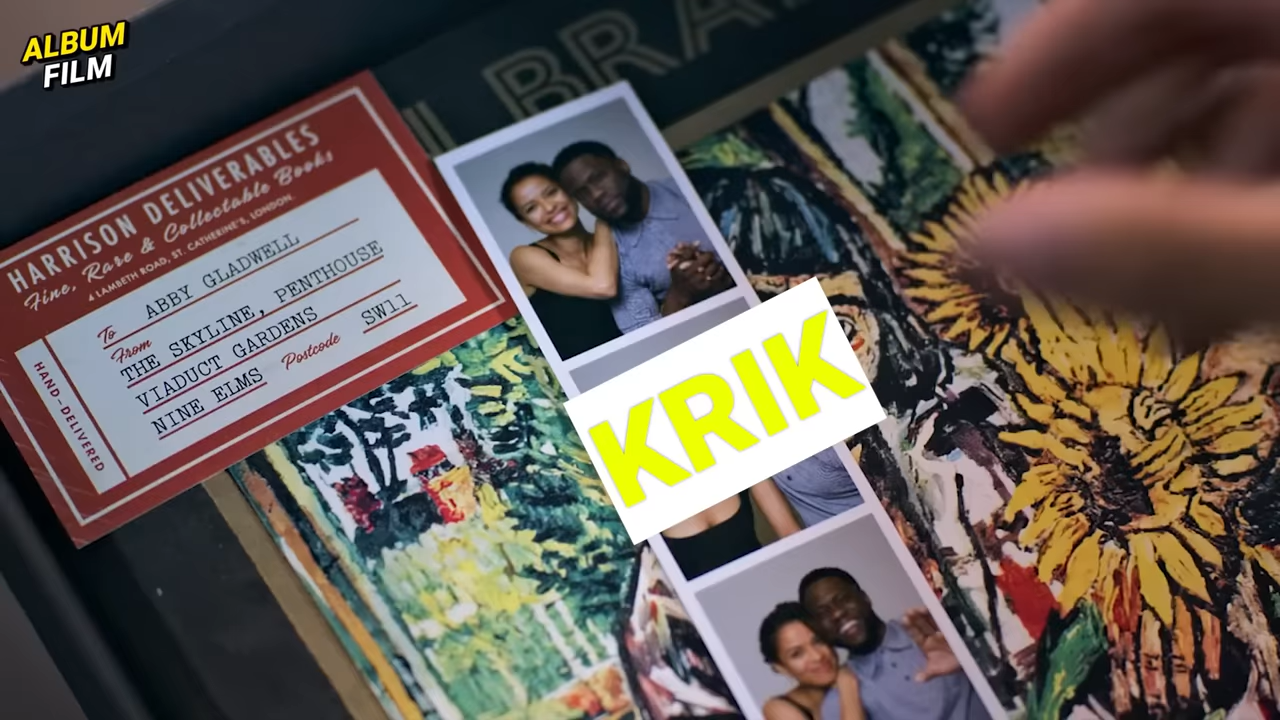 ALBUM
FILM
BRA
HARRISON DELIVERABLES
Fine, Rare & Collectable Books
4 LAMBETH ROAD, ST. CATHERINE'S, LONDON.
To ABBY GLADWELL
From
THE SKYLINE, PENTHOUSE
VIADUCT GARDENS
NINE ELMS Postcode SW11
HAND-DELIVERED
KRIK